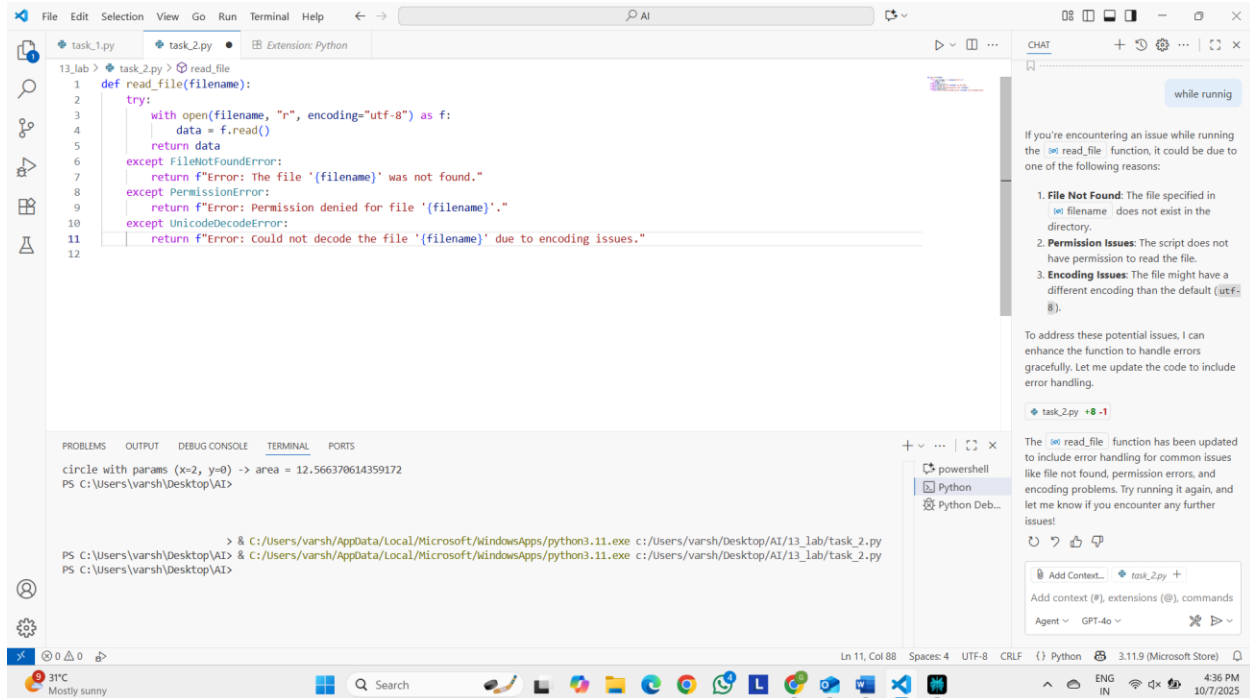 File Edit Selection View Go Run Terminal Help
AI
task_1.py
task_2.py
Extension: Python
13_lab > task_2.py > read_file
1 def read_file(filename):
2     try:
3         with open(filename, "r", encoding="utf-8") as f:
4             data = f.read()
5         return data
6     except FileNotFoundError:
7         return f"Error: The file '{filename}' was not found."
8     except PermissionError:
9         return f"Error: Permission denied for file '{filename}'."
10     except UnicodeDecodeError:
11         return f"Error: Could not decode the file '{filename}' due to encoding issues."
12
1
PROBLEMS OUTPUT DEBUG CONSOLE TERMINAL PORTS
circle with params (x=2, y=0) -> area = 12.566370614359172
PS C:\Users\varsh\Desktop\AI>
> & C:/Users/varsh/AppData/Local/Microsoft/WindowsApps/python3.11.exe c:/Users/varsh/Desktop/AI/13_lab/task_2.py
PS C:\Users\varsh\Desktop\AI> & C:/Users/varsh/AppData/Local/Microsoft/WindowsApps/python3.11.exe c:/Users/varsh/Desktop/AI/13_lab/task_2.py
PS C:\Users\varsh\Desktop\AI>
powershell
Python
Python Deb...
CHAT
while runnig
If you're encountering an issue while running
the read_file function, it could be due to
one of the following reasons:
1. File Not Found: The file specified in
filename does not exist in the
directory.
2. Permission Issues: The script does not
have permission to read the file.
3. Encoding Issues: The file might have a
different encoding than the default (utf-
8).
To address these potential issues, I can
enhance the function to handle errors
gracefully. Let me update the code to include
error handling.
task_2.py +8 -1
The read_file function has been updated
to include error handling for common issues
like file not found, permission errors, and
encoding problems. Try running it again, and
let me know if you encounter any further
issues!
Add Context... task_2.py
Add context (#), extensions (@), commands
Agent GPT-4o
0 0 Ln 11, Col 88 Spaces: 4 UTF-8 CRLF {} Python 3.11.9 (Microsoft Store)
9
31°C
Mostly sunny
Search
ENG
IN
4:36 PM
10/7/2025